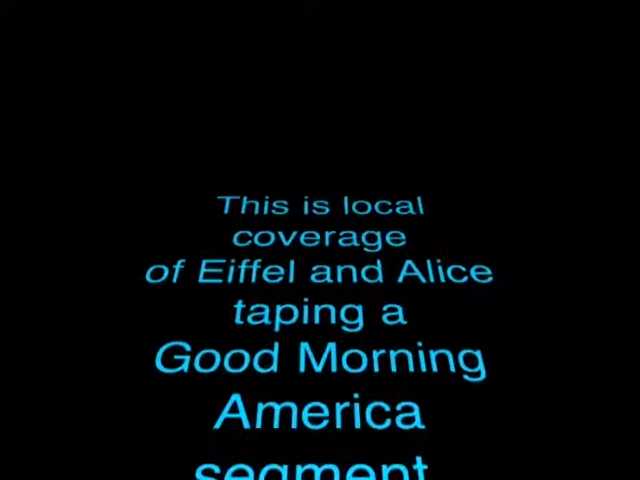 This is local
coverage
of Eiffel and Alice
taping a
Good Morning
America
segment